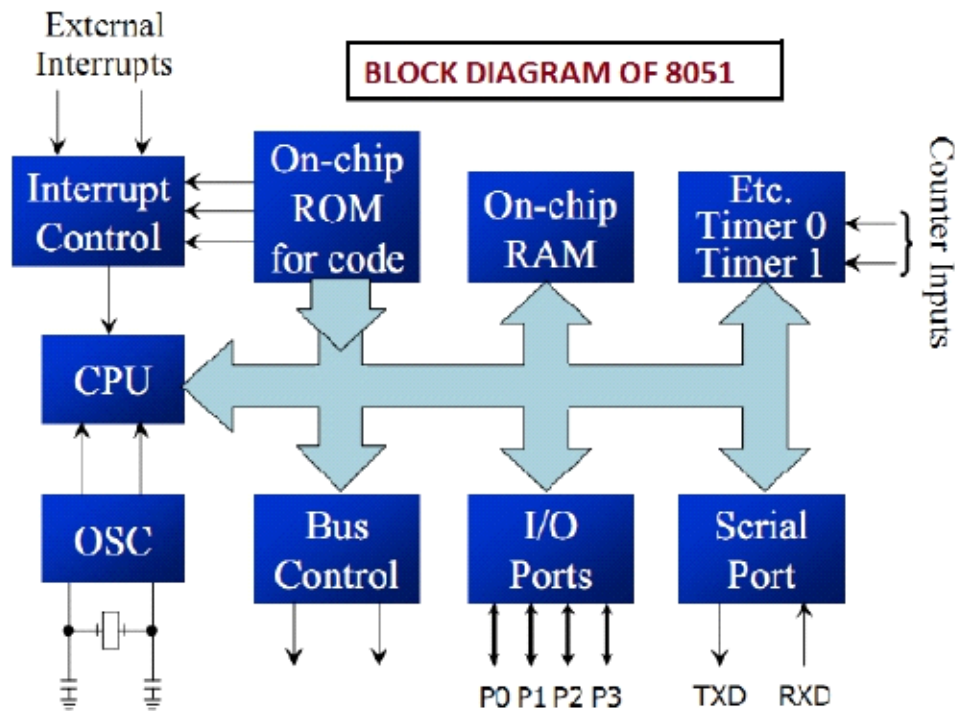 External
Interrupts
BLOCK DIAGRAM OF 8051
Interrupt
Control
On-chip
ROM
for code
On-chip
RAM
Etc.
Timer 0
Timer 1
Counter Inputs
CPU
OSC
Bus
Control
I/O
Ports
Serial
Port
P0 P1 P2 P3
TXD RXD